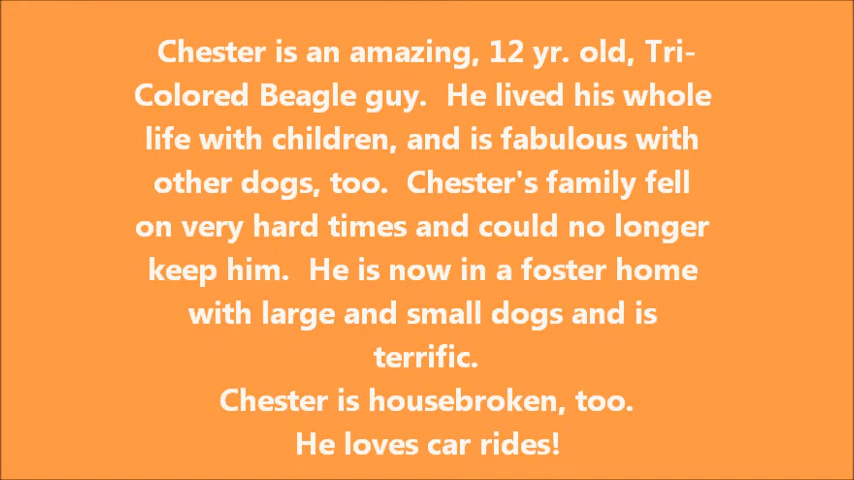 Chester is an amazing, 12 yr. old, Tri-
Colored Beagle guy.  He lived his whole
life with children, and is fabulous with
other dogs, too.  Chester's family fell
on very hard times and could no longer
keep him.  He is now in a foster home
with large and small dogs and is
terrific.
Chester is housebroken, too.
He loves car rides!